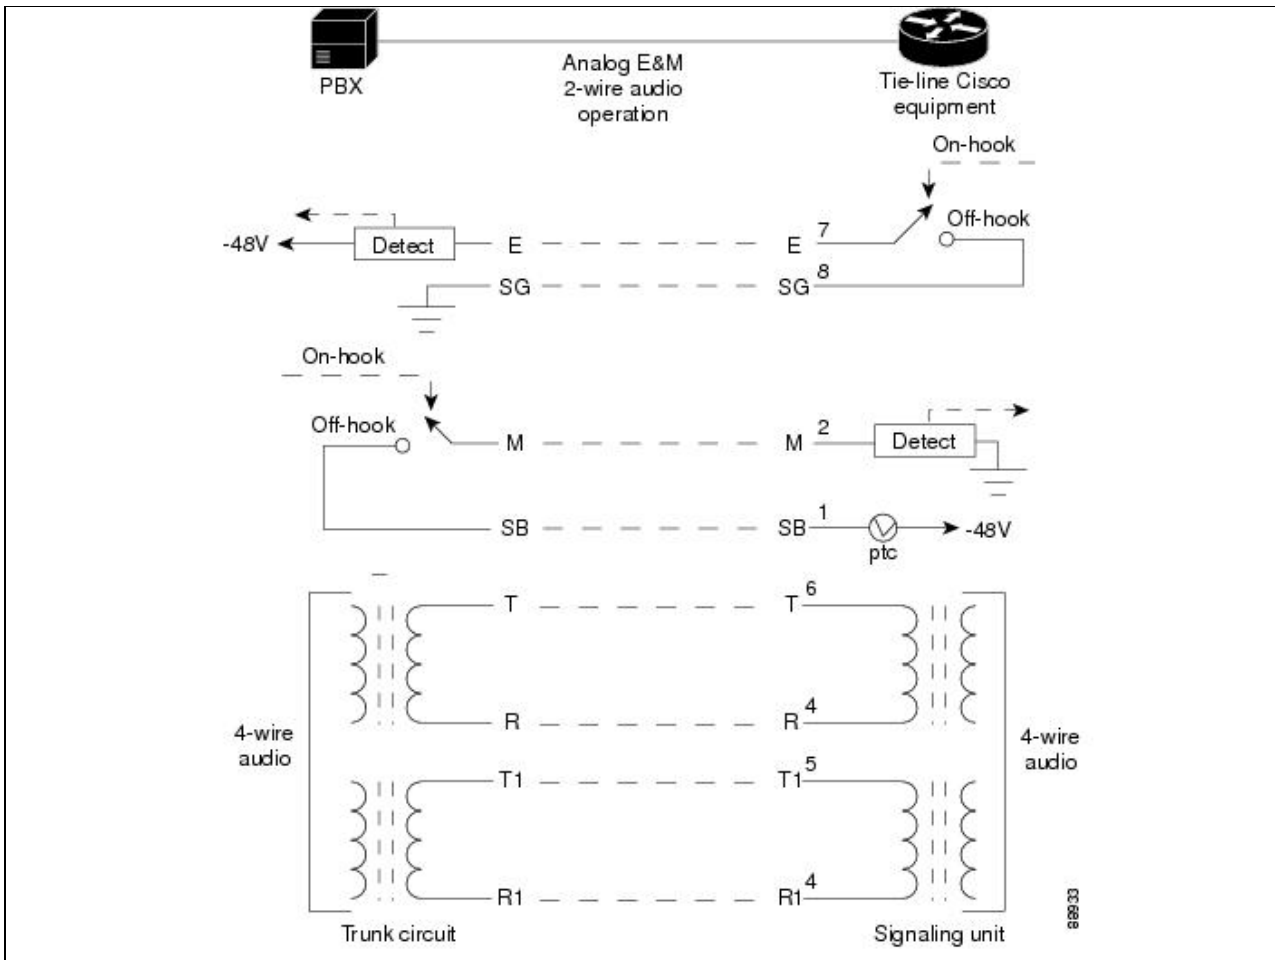 PBX
Analog E&M
2-wire audio
operation
Tie-line Cisco
equipment
On-hook
Off-hook
-48V
Detect
E
E
7
SG
SG
8
On-hook
Off-hook
M
M
2
Detect
SB
SB
1
ptc
-48V
T
T
6
R
R
4
4-wire
audio
4-wire
audio
T1
T1
5
R1
R1
4
Trunk circuit
Signaling unit
88933